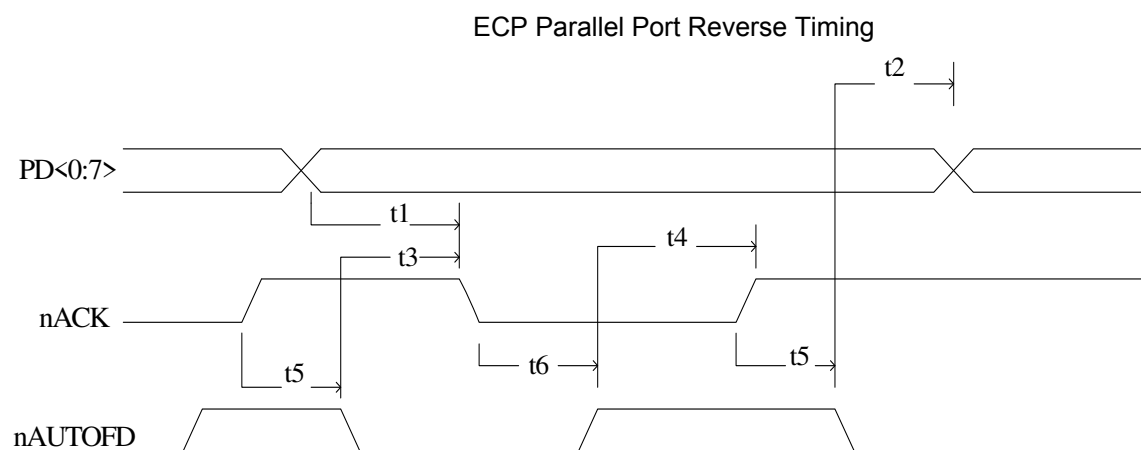 ECP Parallel Port Reverse Timing
t2
PD<0:7>
t1
t4
t3
nACK
t6
t5
t5
nAUTOFD